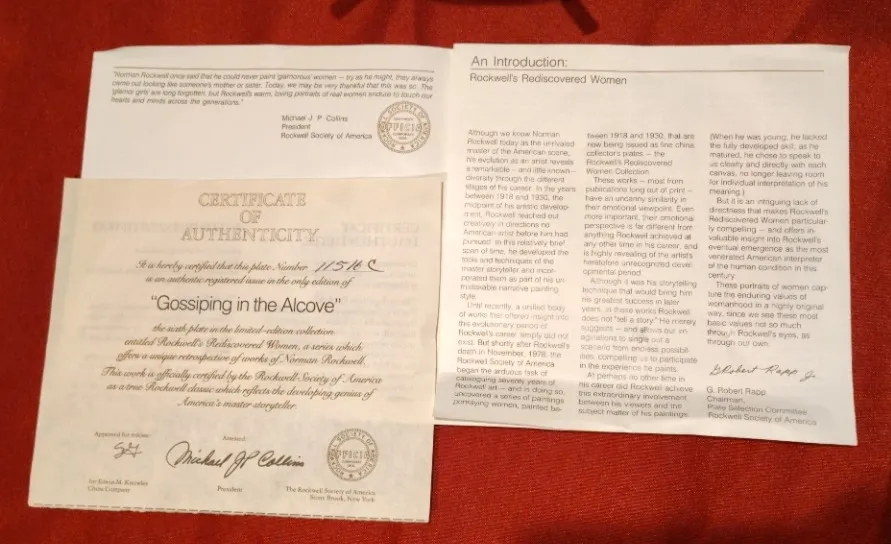 "Norman Rockwell once said that he could never paint 'glamorous' women — try as he might, they always
came out looking like someone's mother or sister. Today, we may be very thankful that this was so. The
'glamor girls' are long forgotten, but Rockwell's warm, loving portraits of real women endure to touch our
hearts and minds across the generations."
Michael J. P. Collins
President
Rockwell Society of America
CERTIFICATE
OF
AUTHENTICITY
It is hereby certified that this plate Number
is an authentic registered issue in the only edition of
"Gossiping in the Alcove"
the sixth plate in the limited-edition collection
entitled Rockwell's Rediscovered Women, a series which
offers a unique retrospective of works of Norman Rockwell.
This work is officially certified by the Rockwell Society of America
as a true Rockwell classic which reflects the developing genius of
America's master storyteller.
Approved for release:
Attested:
Michael JP Collins
for Edwin M. Knowles
China Company
President
The Rockwell Society of America
Stony Brook, New York
An Introduction:
Rockwell's Rediscovered Women
Although we know Norman
Rockwell today as the unrivaled
master of the American scene,
his evolution as an artist reveals
a remarkable — and little known —
diversity through the different
stages of his career. In the years
between 1918 and 1930, the
midpoint of his artistic develop-
ment, Rockwell reached out
creatively in directions no
American artist before him had
pursued. In this relatively brief
span of time, he developed the
tools and techniques of the
master storyteller and incor-
porated them as part of his un-
mistakable narrative painting
style.
Until recently, a unified body
of works that offered insight into
this evolutionary period of
Rockwell's career simply did not
exist. But shortly after Rockwell's
death in November, 1978, the
Rockwell Society of America
began the arduous task of
cataloguing seventy years of
Rockwell art — and in doing so,
uncovered a series of paintings
portraying women, painted be-
tween 1918 and 1930, that are
now being issued as fine china
collector's plates — the
Rockwell's Rediscovered
Women Collection.
These works — most from
publications long out of print —
have an uncanny similarity in
their emotional viewpoint. Even
more important, their emotional
perspective is far different from
anything Rockwell achieved at
any other time in his career, and
is highly revealing of the artist's
heretofore unrecognized devel-
opmental period.
Although it was his storytelling
technique that would bring him
his greatest success in later
years, in these works Rockwell
does not "tell a story." He merely
suggests — and allows our im-
aginations to single out a
scenario from endless possibil-
ities, compelling us to participate
in the experience he paints.
At perhaps no other time in
his career did Rockwell achieve
this extraordinary involvement
between his viewers and the
subject matter of his paintings.
(When he was young, he lacked
the fully developed skill; as he
matured, he chose to speak to
us clearly and directly with each
canvas, no longer leaving room
for individual interpretation of his
meaning.)
But it is an intriguing lack of
directness that makes Rockwell's
Rediscovered Women particular-
ly compelling — and offers in-
valuable insight into Rockwell's
eventual emergence as the most
venerated American interpreter
of the human condition in this
century.
These portraits of women cap-
ture the enduring values of
womanhood in a highly original
way, since we see these most
basic values not so much
through Rockwell's eyes, as
through our own.
G. Robert Rapp Jr.
G. Robert Rapp
Chairman,
Plate Selection Committee
Rockwell Society of America